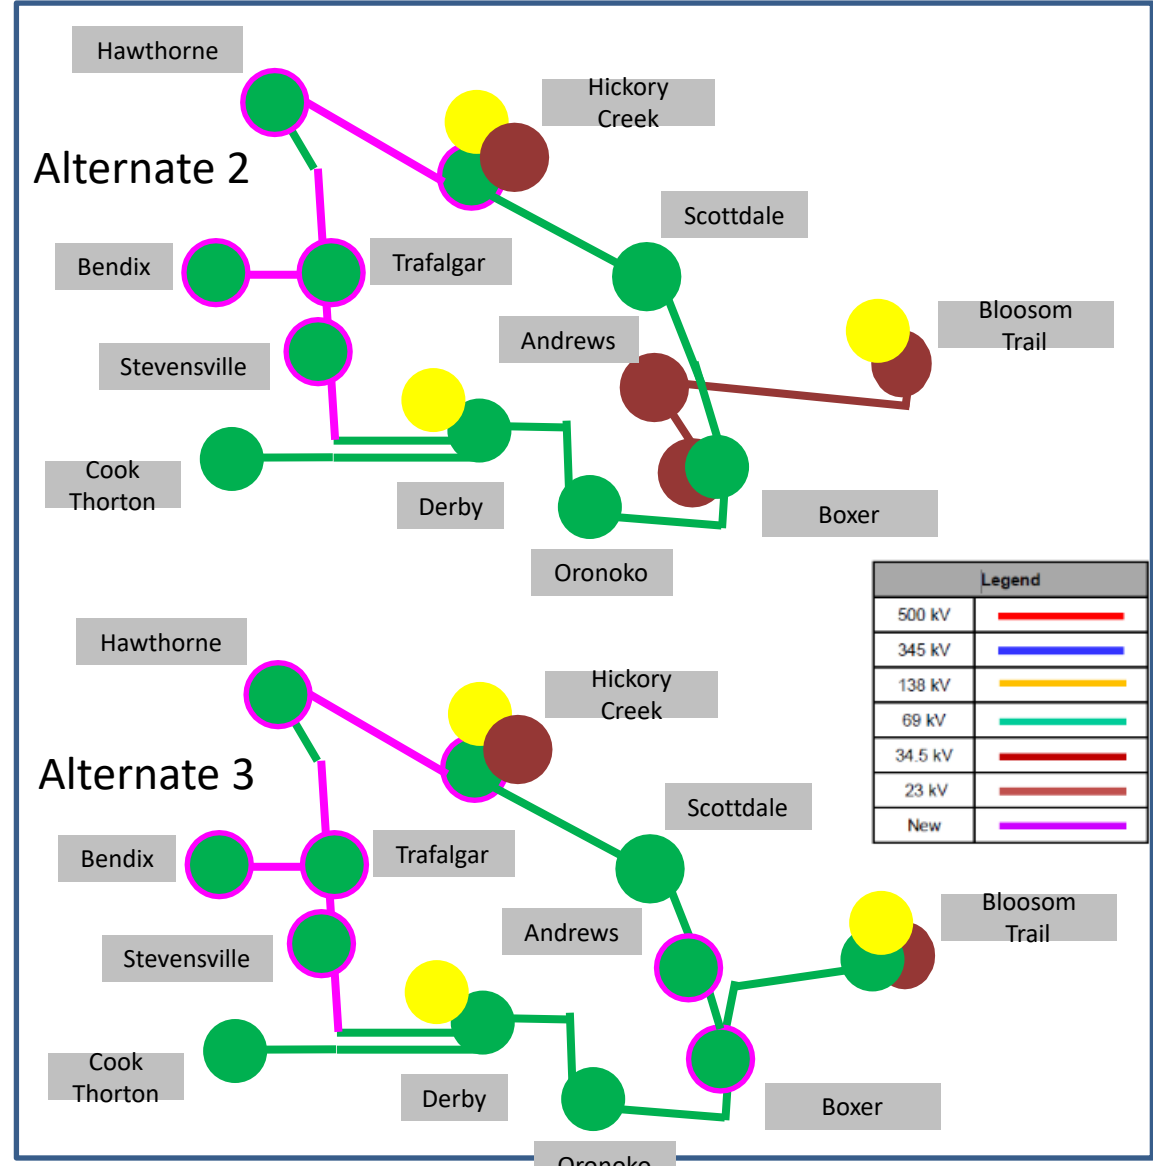 Hawthorne
Hickory
Creek
Alternate 2
Scottdale
Bendix
Trafalgar
Bloosom
Trail
Andrews
Stevensville
Cook
Thorton
Derby
Boxer
Oronoko
Legend
500 kV
345 kV
138 kV
69 kV
34.5 kV
23 kV
New
Hawthorne
Hickory
Creek
Alternate 3
Scottdale
Bendix
Trafalgar
Bloosom
Trail
Andrews
Stevensville
Cook
Thorton
Derby
Boxer
Oronoko